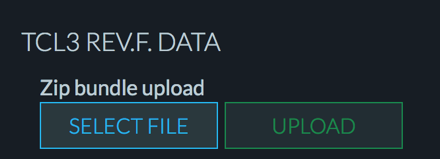 TCL3 REV.F. DATA
Zip bundle upload
SELECT FILE
UPLOAD